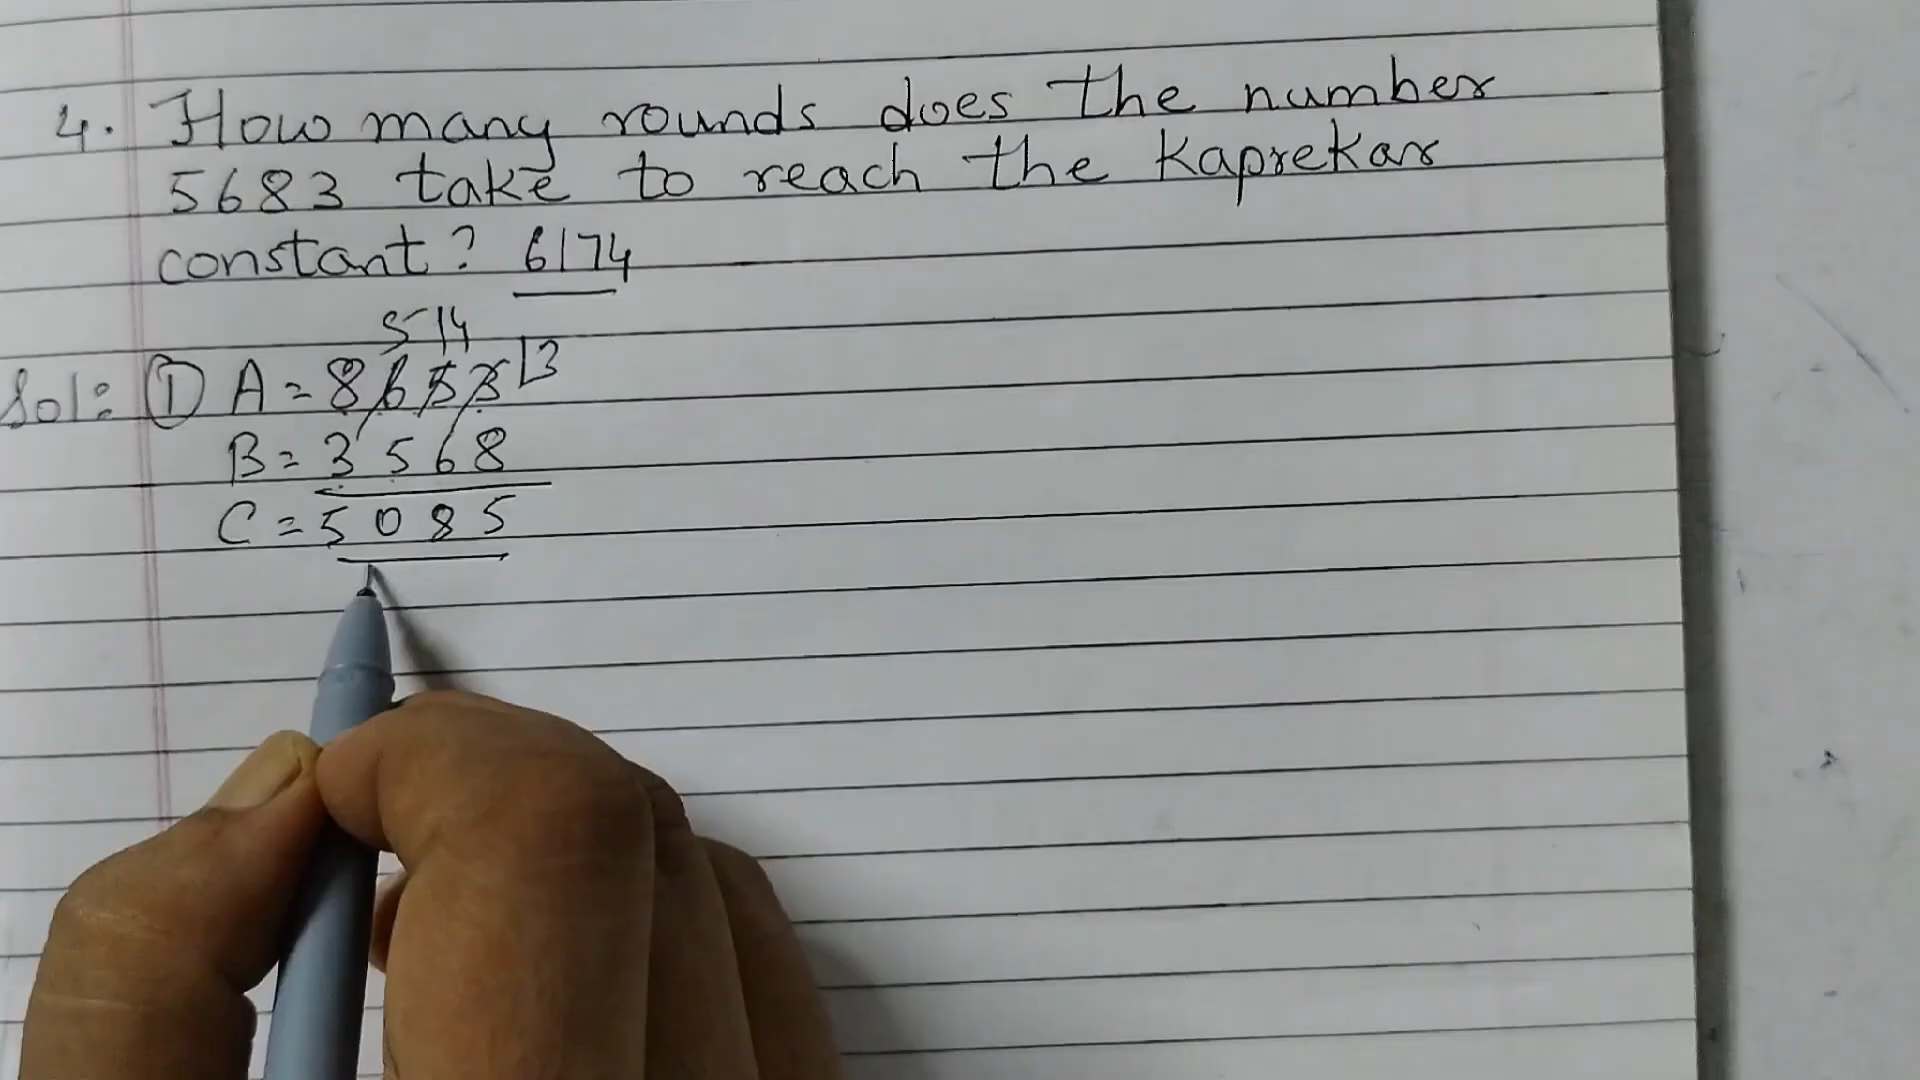 4. How many rounds does the number
5683 take to reach the Kaprekar
constant? 6174
5 14
Sol: ① A = 8653 13
B = 3568
C = 5085